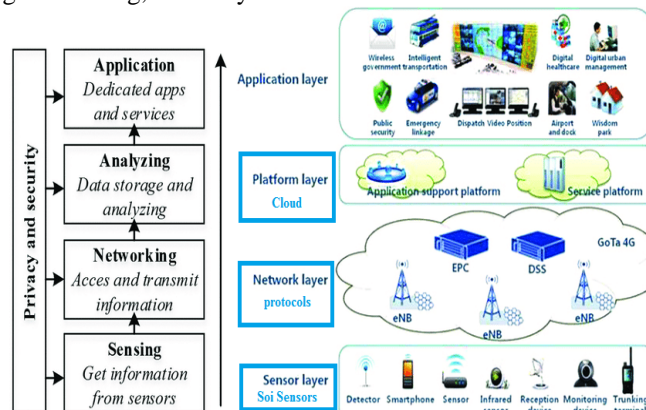 Privacy and security
Application
Dedicated apps
and services
Analyzing
Data storage and
analyzing
Networking
Acces and transmit
information
Sensing
Get information
from sensors
Application layer
Wireless
government
Intelligent
transportation
Digital
healthcare
Digital urban
management
Public
security
Emergency
linkage
Dispatch Video Position
Airport
and dock
Wisdom
park
Platform layer
Cloud
Application support platform
Service platform
Network layer
protocols
GoTa 4G
EPC
DSS
eNB
eNB
eNB
Sensor layer
Soi Sensors
Detector
Smartphone
Sensor
Infrared
Reception
Monitoring
Trunking